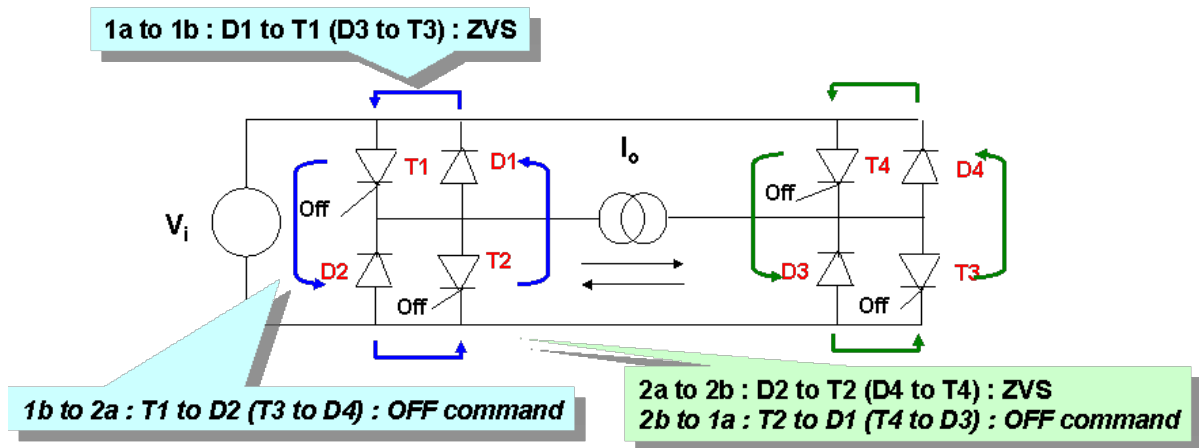 1a to 1b : D1 to T1 (D3 to T3) : ZVS
T1
D1
Io
T4
D4
Off
Off
Vi
D2
T2
D3
T3
Off
Off
1b to 2a : T1 to D2 (T3 to D4) : OFF command
2a to 2b : D2 to T2 (D4 to T4) : ZVS
2b to 1a : T2 to D1 (T4 to D3) : OFF command